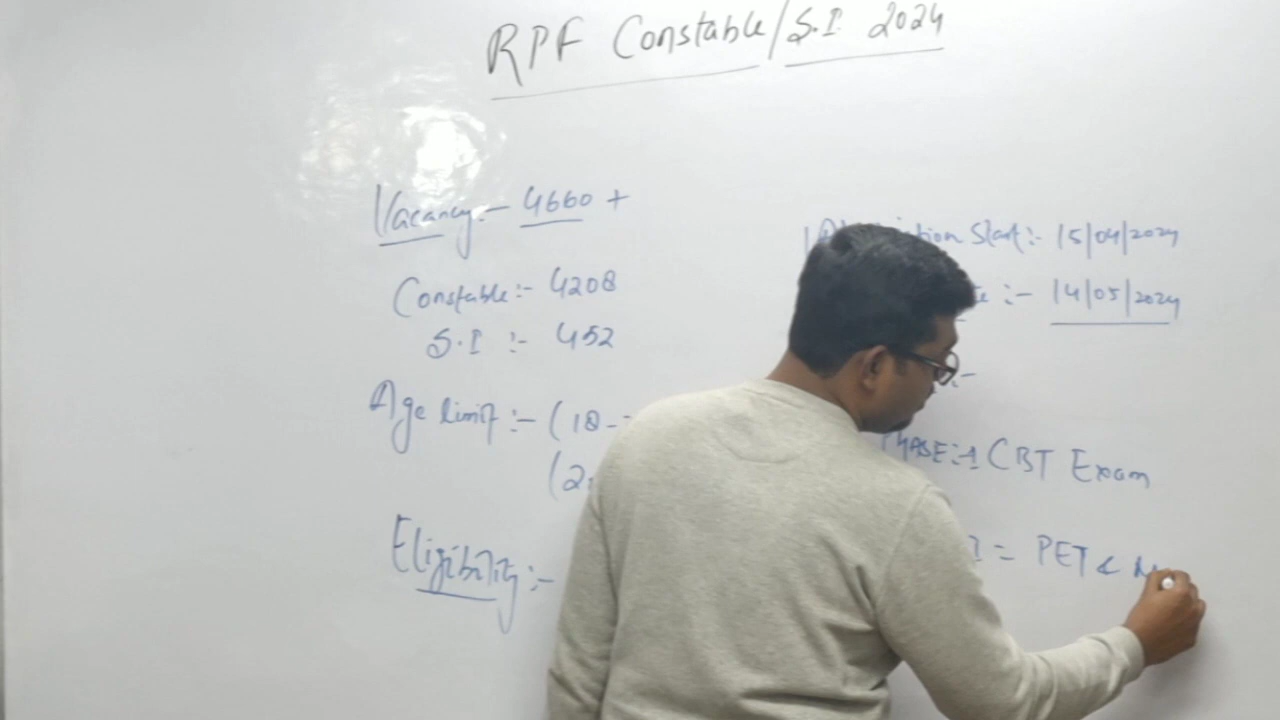 RPF Constable/S.I. 2024
Vacancy:- 4660 +
Constable:- 4208
S.I :- 452
Age limit:- (18-
(2
Eligibility:-
Start:- 15/04/2024
:- 14/05/2024
:-
PHASE:-1 CBT Exam
= PET &